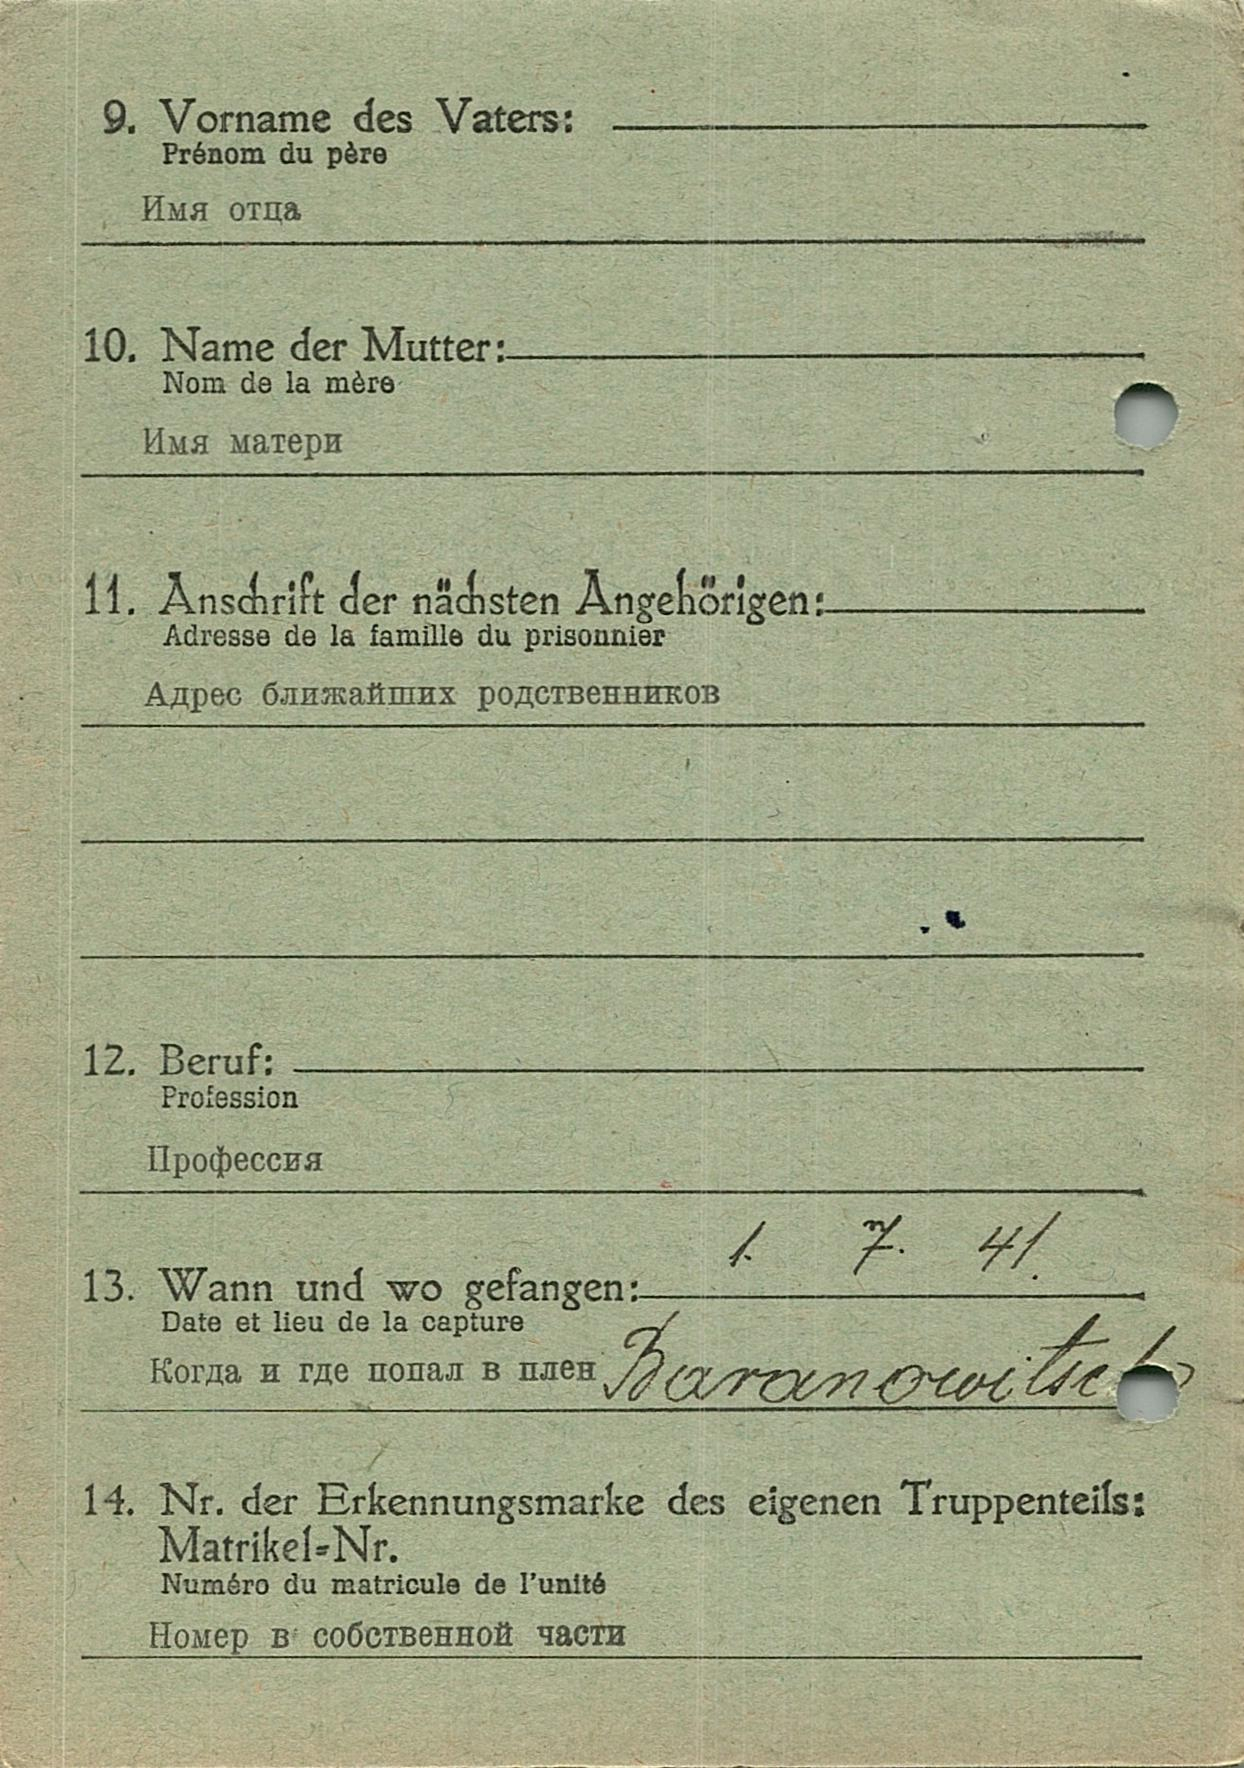 9. Vorname des Vaters:
Prénom du père
Имя отца
10. Name der Mutter:
Nom de la mère
Имя матери
11. Anschrift der nächsten Angehörigen:
Adresse de la famille du prisonnier
Адрес ближайших родственников
12. Beruf:
Profession
Профессия
1. 7. 41.
13. Wann und wo gefangen:
Date et lieu de la capture
Когда и где попал в плен Baranowitsch
14. Nr. der Erkennungsmarke des eigenen Truppenteils:
Matrikel=Nr.
Numéro du matricule de l'unité
Номер в собственной части